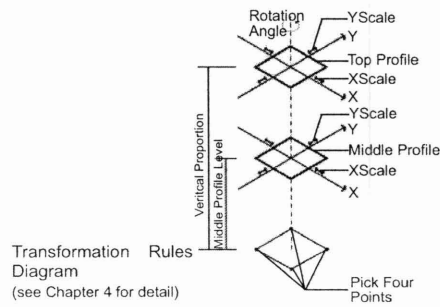 Rotation
Angle
YScale
Y
Top Profile
XScale
X
YScale
Y
Middle Profile
XScale
X
Veritcal Proportion
Middle Profile Level
Transformation Rules
Diagram
(see Chapter 4 for detail)
Pick Four
Points